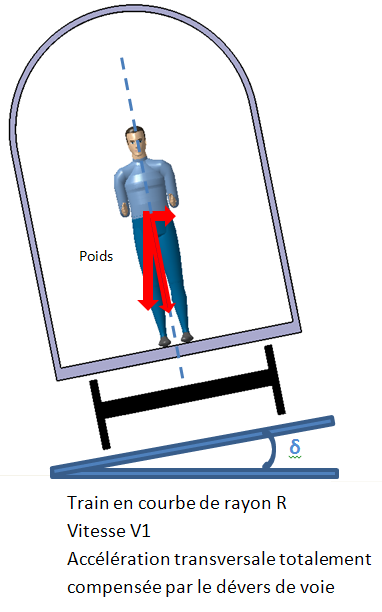 Poids
δ
Train en courbe de rayon R
Vitesse V1
Accélération transversale totalement
compensée par le dévers de voie